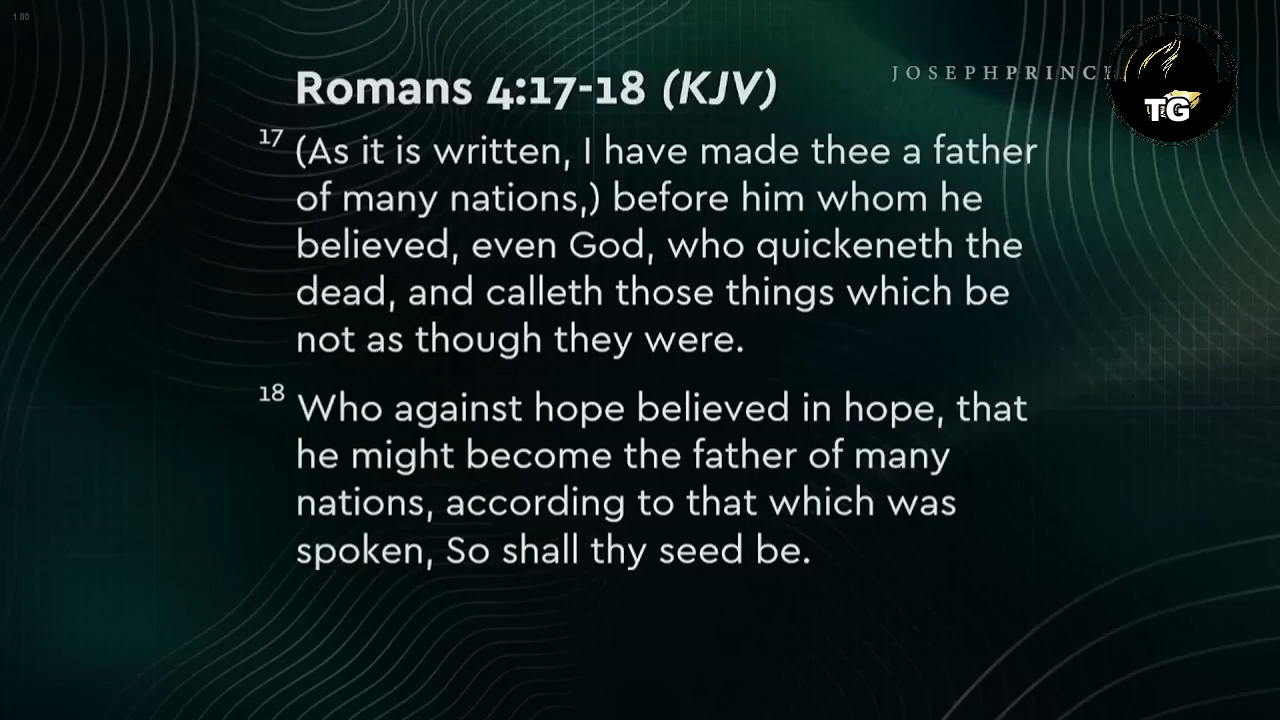 1.00
JOSEPHPRINC
TG
Romans 4:17-18 (KJV)
17 (As it is written, I have made thee a father
of many nations,) before him whom he
believed, even God, who quickeneth the
dead, and calleth those things which be
not as though they were.
18 Who against hope believed in hope, that
he might become the father of many
nations, according to that which was
spoken, So shall thy seed be.